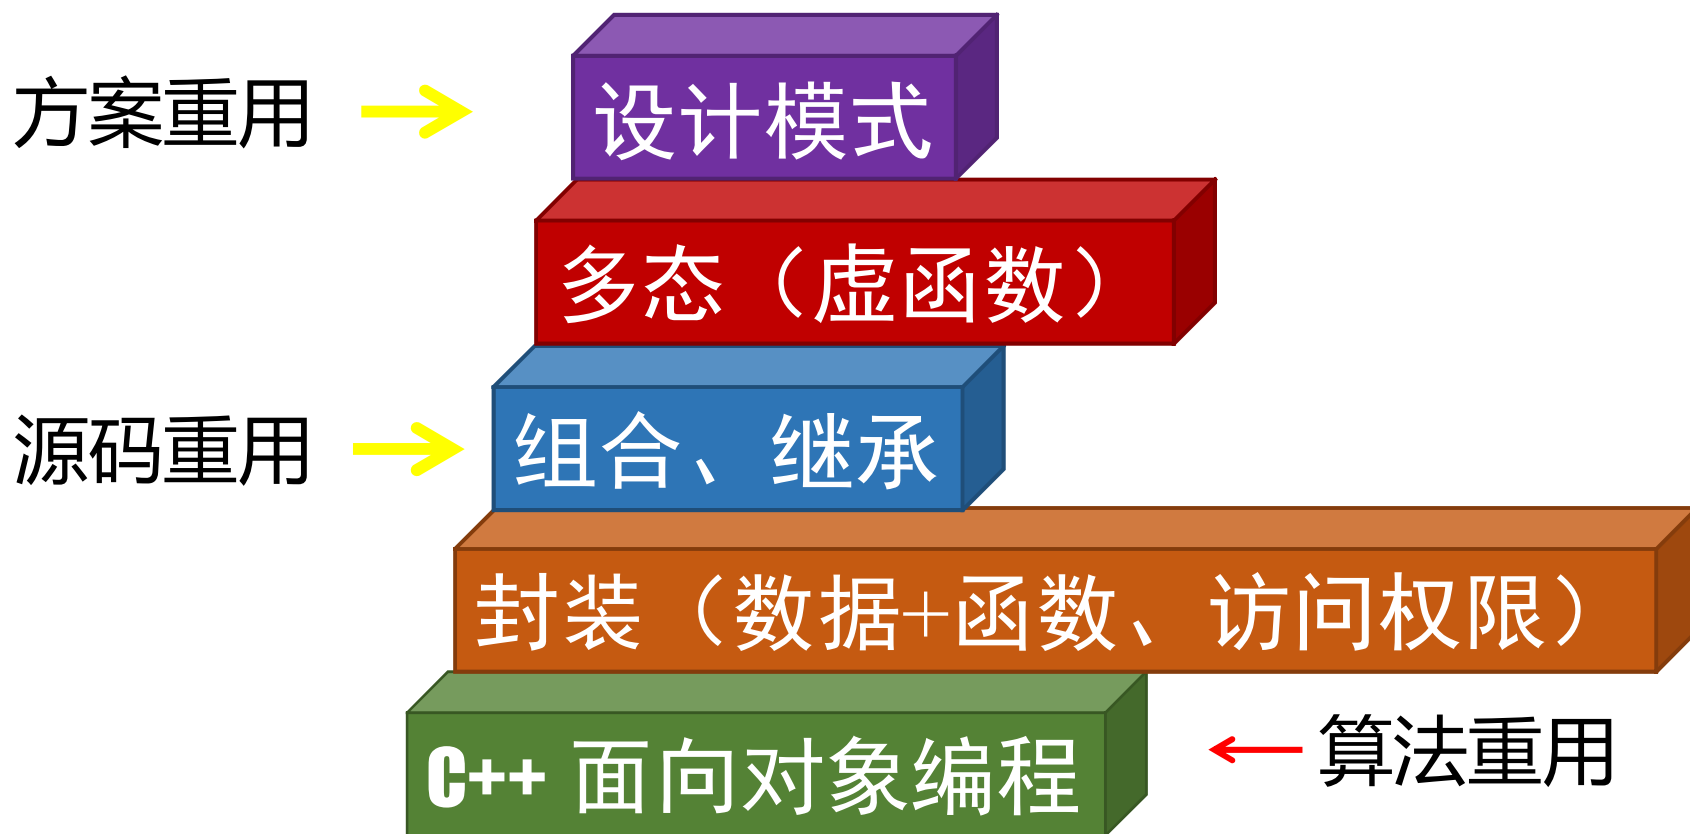 方案重用
设计模式
多态（虚函数）
源码重用
组合、继承
封装（数据+函数、访问权限）
C++ 面向对象编程
算法重用